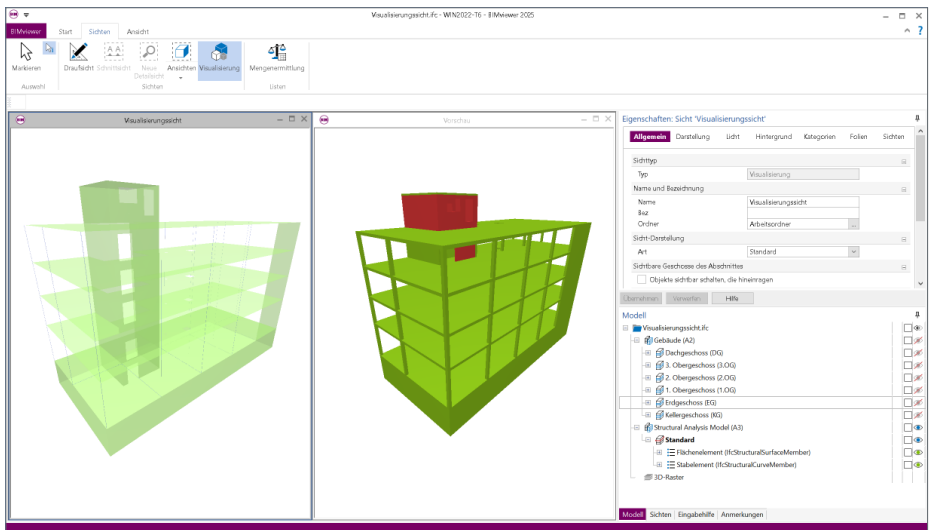 Visualisierungssicht.ifc - WIN2022-T6 - BIMviewer 2025
BIMviewer Start Sichten Ansicht
Markieren Draufsicht Schnittsicht Neue Detailsicht Ansichten Visualisierung Mengenermittlung
Auswahl Sichten Listen
Visualisierungssicht
Vorschau
Eigenschaften: Sicht 'Visualisierungssicht'
Allgemein Darstellung Licht Hintergrund Kategorien Folien Sichten
Sichttyp
Typ Visualisierung
Name und Bezeichnung
Name Visualisierungssicht
Bez
Ordner Arbeitsordner ...
Sicht-Darstellung
Art Standard
Sichtbare Geschosse des Abschnittes
Objekte sichtbar schalten, die hineinragen
Übernehmen Verwerfen Hilfe
Modell
Visualisierungssicht.ifc
Gebäude (A2)
Dachgeschoss (DG)
3. Obergeschoss (3.OG)
2. Obergeschoss (2.OG)
1. Obergeschoss (1.OG)
Erdgeschoss (EG)
Kellergeschoss (KG)
Structural Analysis Model (A3)
Standard
Flächenelement (IfcStructuralSurfaceMember)
Stabelement (IfcStructuralCurveMember)
3D-Raster
Modell Sichten Eingabehilfe Anmerkungen